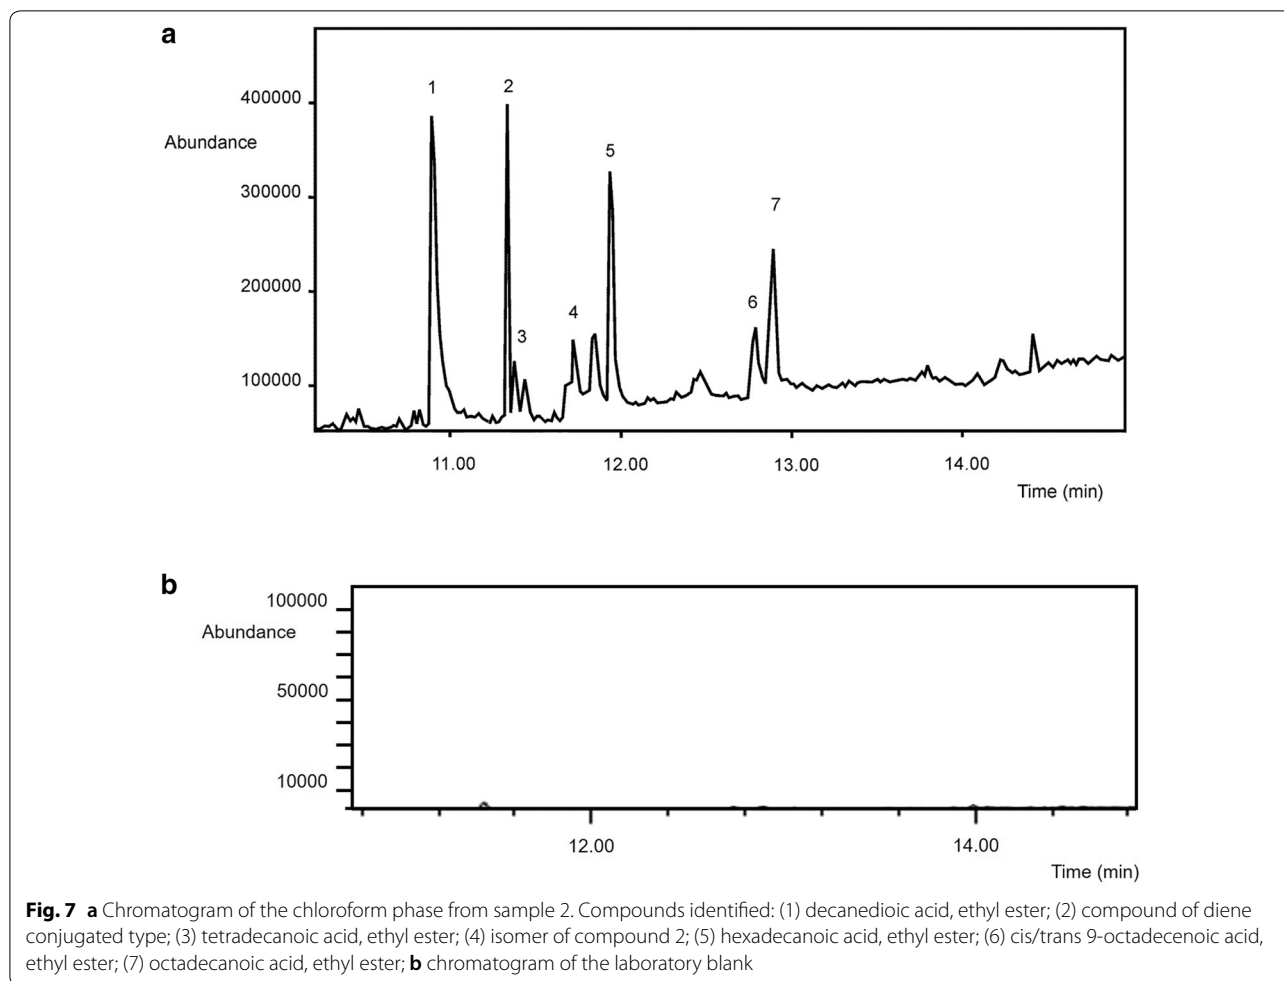 a
1
2
400000
Abundance
5
300000
7
200000
4
6
3
100000
11.00
12.00
13.00
14.00
Time (min)
b
100000
Abundance
50000
10000
12.00
14.00
Time (min)
Fig. 7 a Chromatogram of the chloroform phase from sample 2. Compounds identified: (1) decanedioic acid, ethyl ester; (2) compound of diene
conjugated type; (3) tetradecanoic acid, ethyl ester; (4) isomer of compound 2; (5) hexadecanoic acid, ethyl ester; (6) cis/trans 9-octadecenoic acid,
ethyl ester; (7) octadecanoic acid, ethyl ester; b chromatogram of the laboratory blank